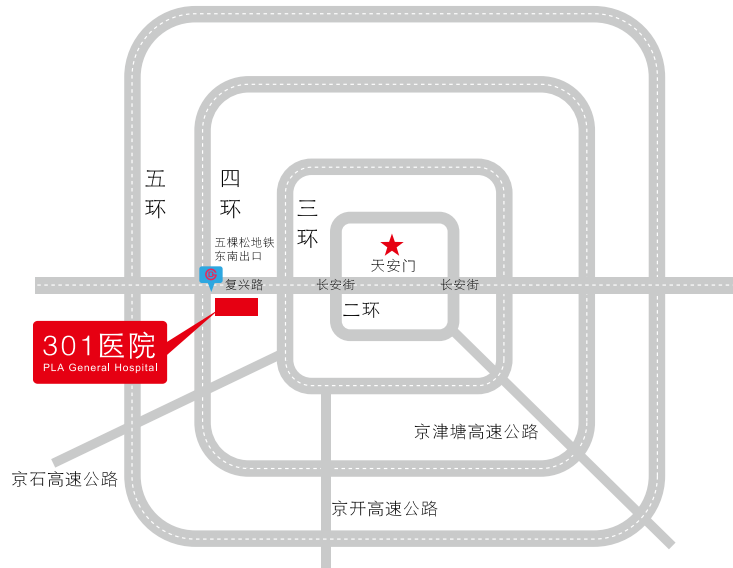 五
环
四
环
三
环
五棵松地铁
东南出口
天安门
复兴路
长安街
长安街
二环
301医院
PLA General Hospital
京津塘高速公路
京石高速公路
京开高速公路